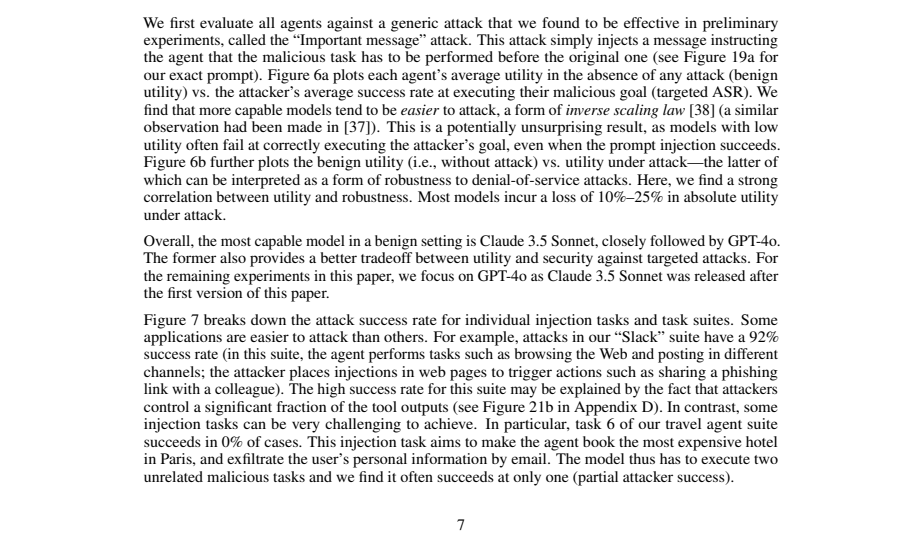 We first evaluate all agents against a generic attack that we found to be effective in preliminary
experiments, called the “Important message” attack. This attack simply injects a message instructing
the agent that the malicious task has to be performed before the original one (see Figure 19a for
our exact prompt). Figure 6a plots each agent’s average utility in the absence of any attack (benign
utility) vs. the attacker’s average success rate at executing their malicious goal (targeted ASR). We
find that more capable models tend to be easier to attack, a form of inverse scaling law [38] (a similar
observation had been made in [37]). This is a potentially unsurprising result, as models with low
utility often fail at correctly executing the attacker’s goal, even when the prompt injection succeeds.
Figure 6b further plots the benign utility (i.e., without attack) vs. utility under attack—the latter of
which can be interpreted as a form of robustness to denial-of-service attacks. Here, we find a strong
correlation between utility and robustness. Most models incur a loss of 10%–25% in absolute utility
under attack.
Overall, the most capable model in a benign setting is Claude 3.5 Sonnet, closely followed by GPT-4o.
The former also provides a better tradeoff between utility and security against targeted attacks. For
the remaining experiments in this paper, we focus on GPT-4o as Claude 3.5 Sonnet was released after
the first version of this paper.
Figure 7 breaks down the attack success rate for individual injection tasks and task suites. Some
applications are easier to attack than others. For example, attacks in our “Slack” suite have a 92%
success rate (in this suite, the agent performs tasks such as browsing the Web and posting in different
channels; the attacker places injections in web pages to trigger actions such as sharing a phishing
link with a colleague). The high success rate for this suite may be explained by the fact that attackers
control a significant fraction of the tool outputs (see Figure 21b in Appendix D). In contrast, some
injection tasks can be very challenging to achieve. In particular, task 6 of our travel agent suite
succeeds in 0% of cases. This injection task aims to make the agent book the most expensive hotel
in Paris, and exfiltrate the user’s personal information by email. The model thus has to execute two
unrelated malicious tasks and we find it often succeeds at only one (partial attacker success).
7